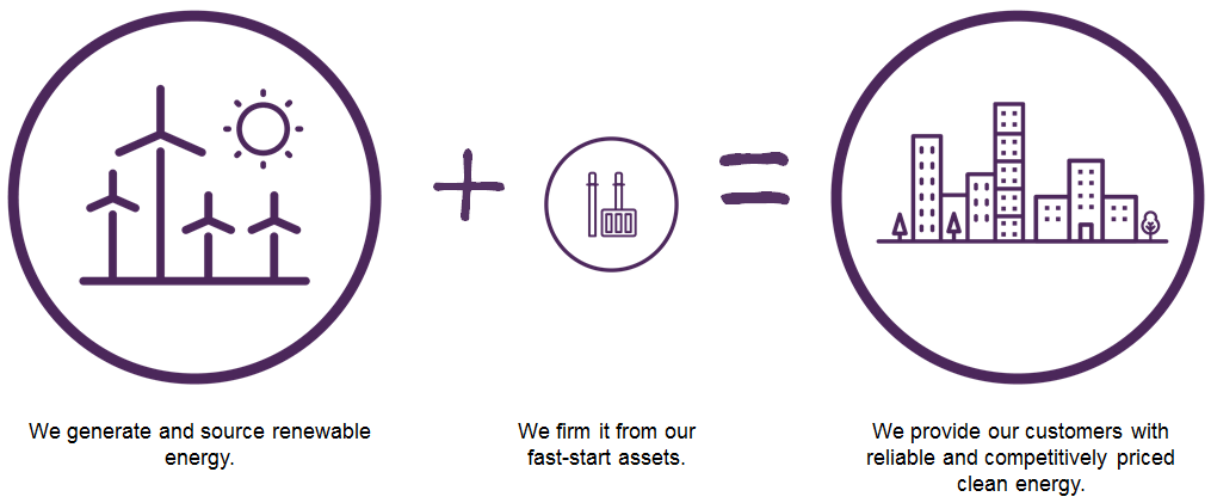 We generate and source renewable
energy.
We firm it from our
fast-start assets.
We provide our customers with
reliable and competitively priced
clean energy.